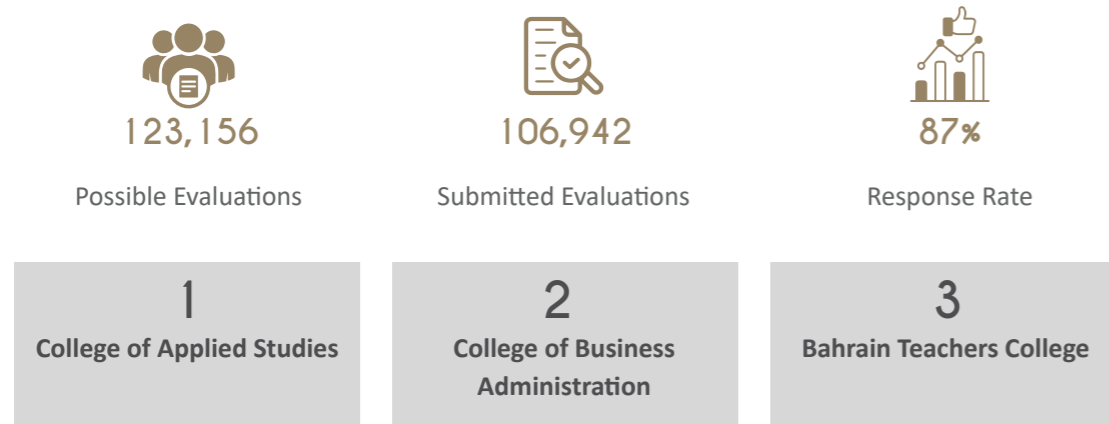 123,156
106,942
87%
Possible Evaluations
Submitted Evaluations
Response Rate
1
College of Applied Studies
2
College of Business
Administration
3
Bahrain Teachers College